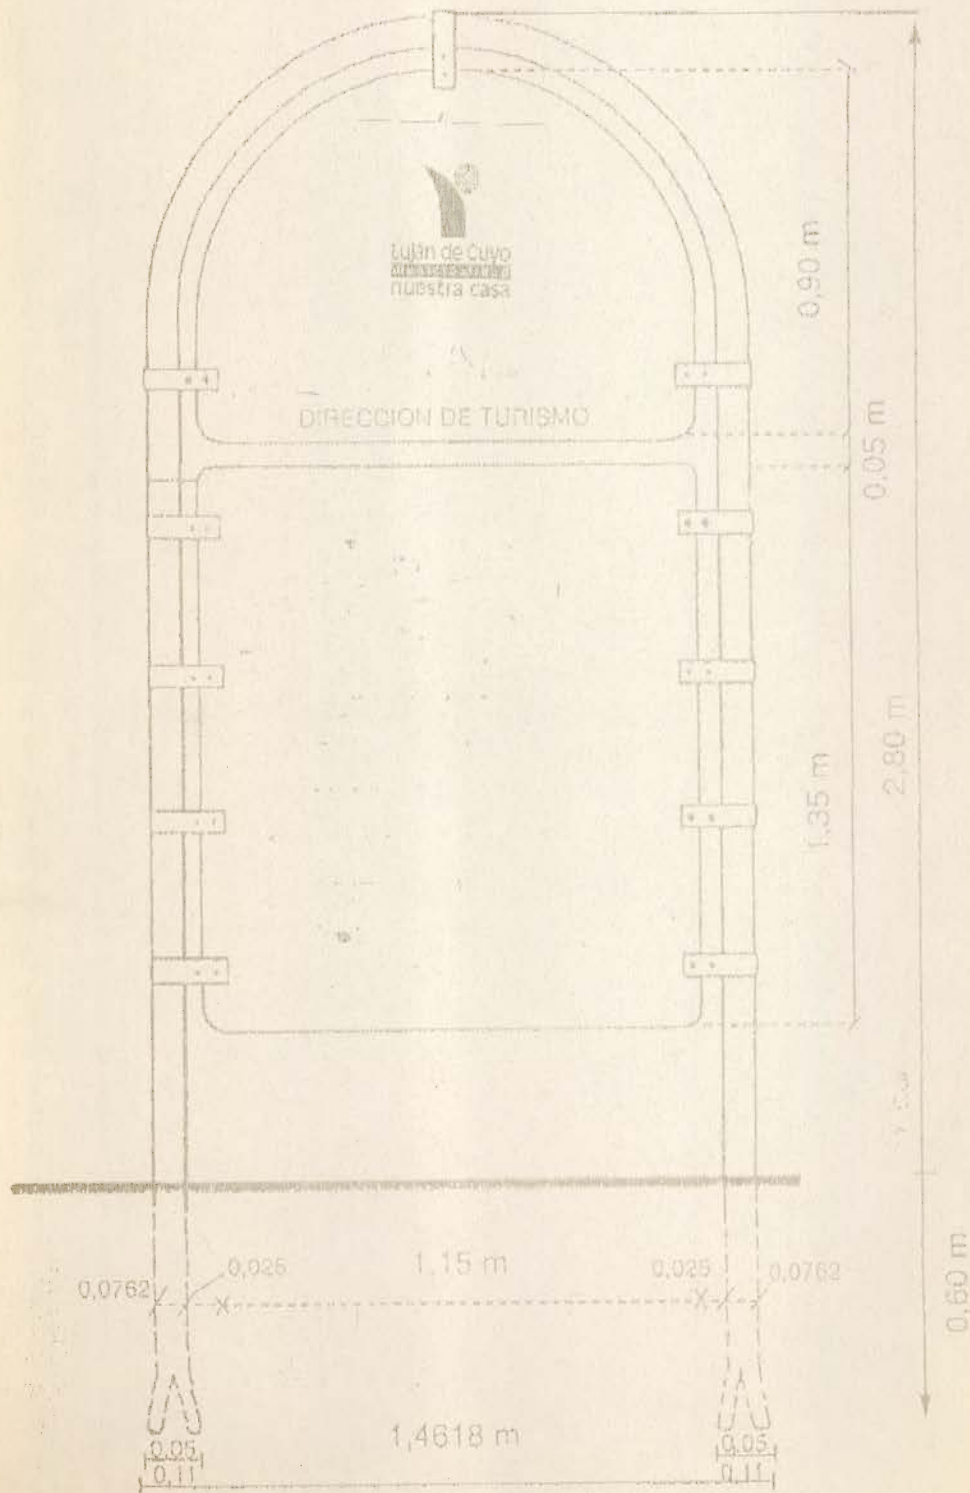 Luján de Cuyo
nuestra casa
DIRECCION DE TURISMO
0,90 m
0,05 m
1,35 m
2,80 m
0,60 m
0,0762
0,025
1,15 m
0,025
0,0762
1,4618 m
0,05
0,11
0,05
0,11